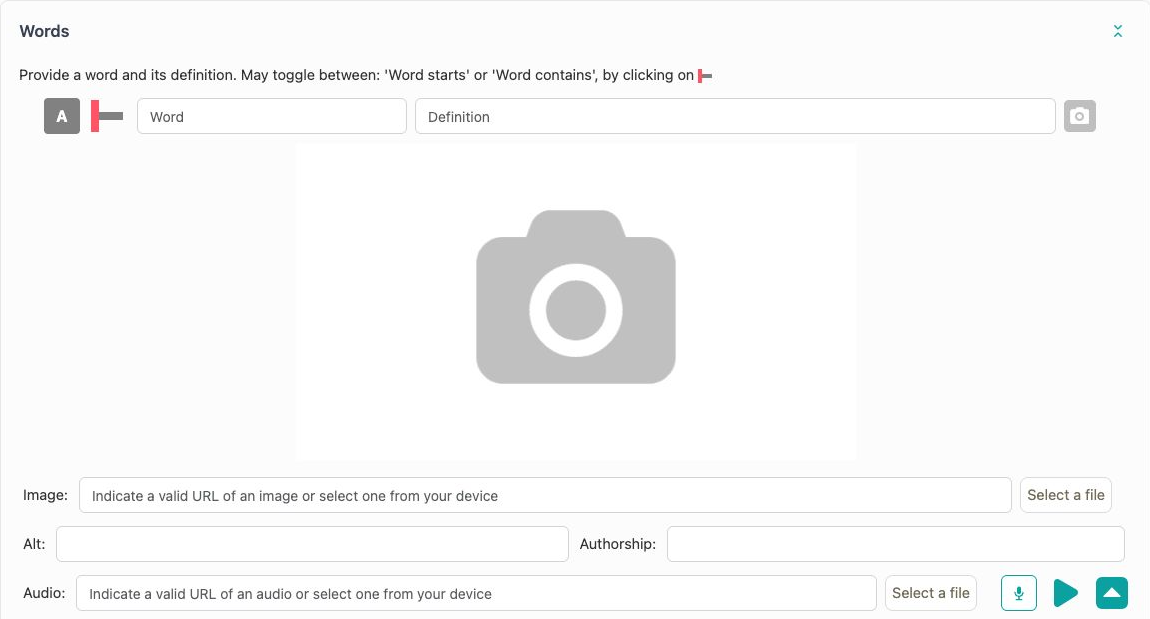 Words
Provide a word and its definition. May toggle between: 'Word starts' or 'Word contains', by clicking on
A Word Definition
Image: Indicate a valid URL of an image or select one from your device Select a file
Alt: Authorship:
Audio: Indicate a valid URL of an audio or select one from your device Select a file